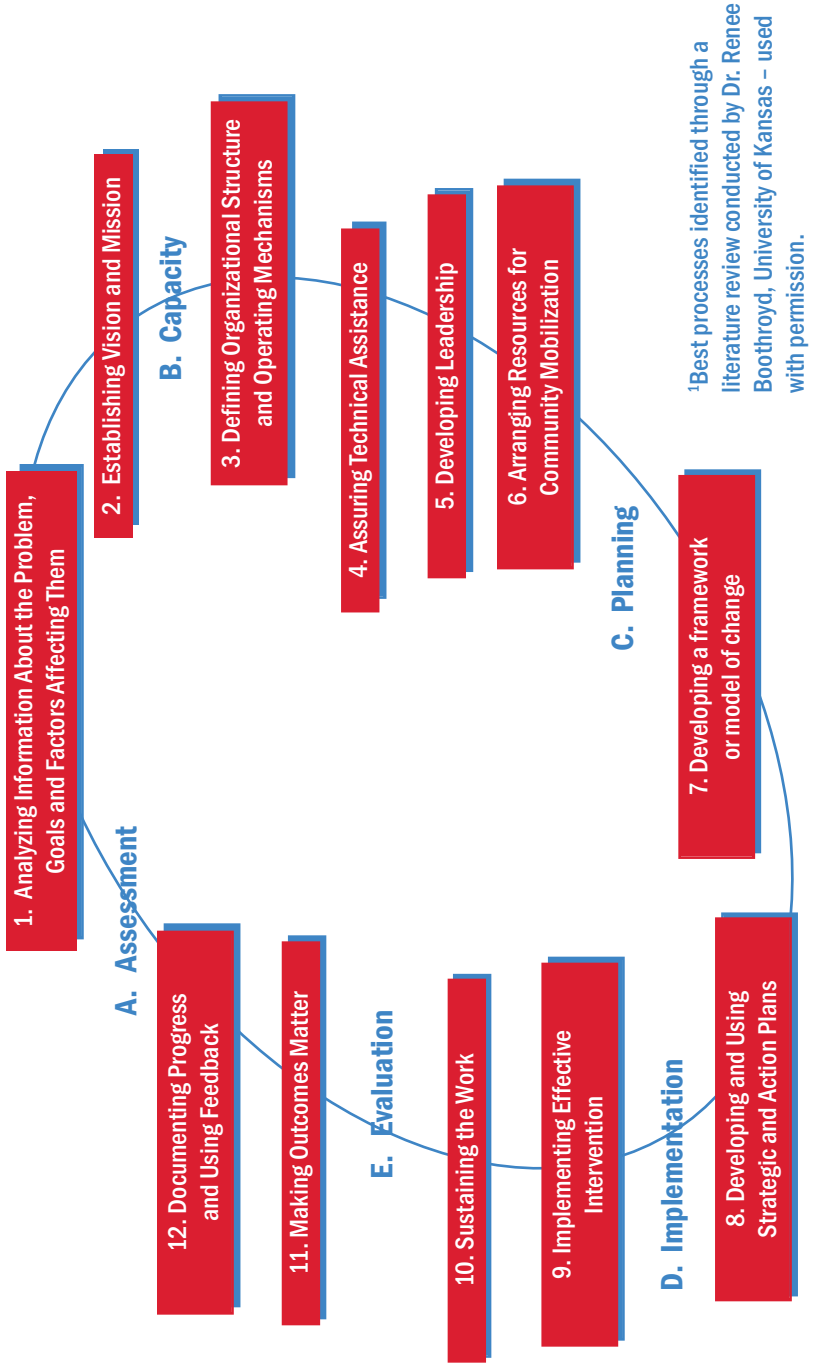 1. Analyzing Information About the Problem,
Goals and Factors Affecting Them
A. Assessment
2. Establishing Vision and Mission
B. Capacity
3. Defining Organizational Structure
and Operating Mechanisms
4. Assuring Technical Assistance
5. Developing Leadership
6. Arranging Resources for
Community Mobilization
C. Planning
7. Developing a framework
or model of change
8. Developing and Using
Strategic and Action Plans
D. Implementation
9. Implementing Effective
Intervention
10. Sustaining the Work
E. Evaluation
11. Making Outcomes Matter
12. Documenting Progress
and Using Feedback
¹Best processes identified through a
literature review conducted by Dr. Renee
Boothroyd, University of Kansas – used
with permission.